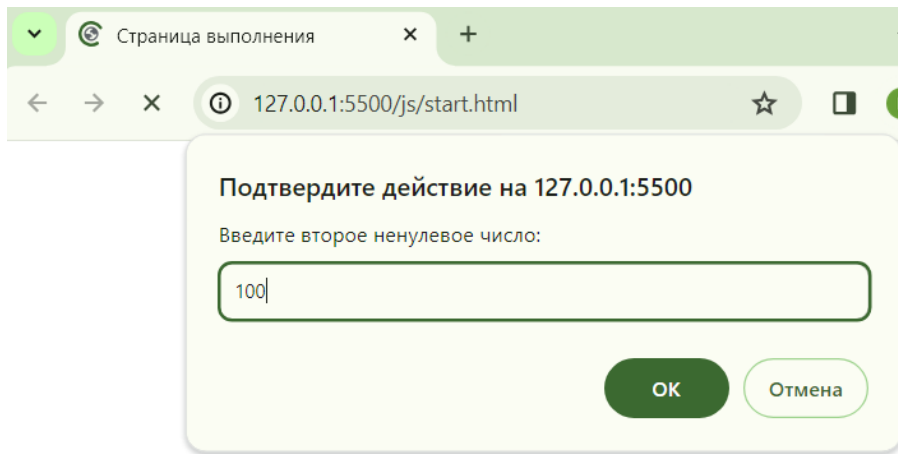 Страница выполнения
127.0.0.1:5500/js/start.html
Подтвердите действие на 127.0.0.1:5500
Введите второе ненулевое число:
100
ОК Отмена